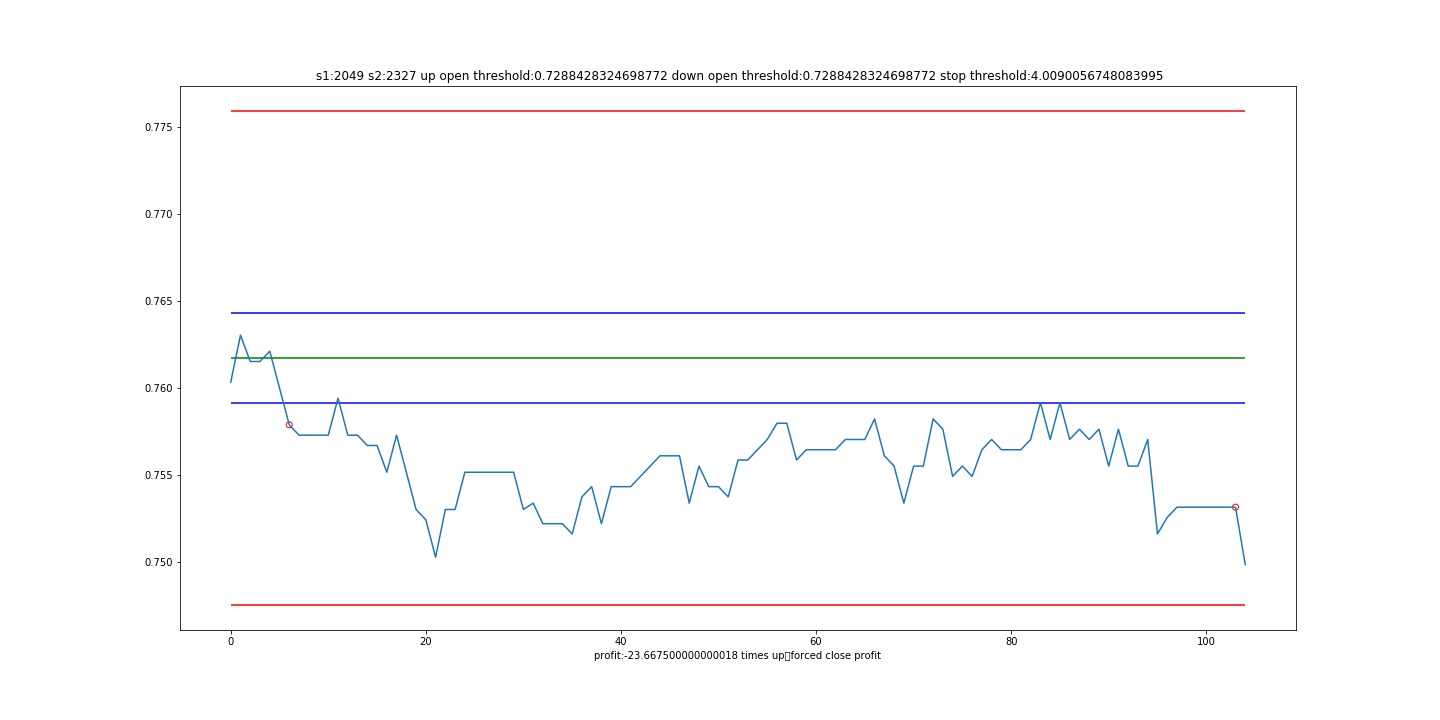 s1:2049 s2:2327 up open threshold:0.7288428324698772 down open threshold:0.7288428324698772 stop threshold:4.0090056748083995
0.775
0.770
0.765
0.760
0.755
0.750
0 20 40 60 80 100
profit:-23.667500000000018 times up▯forced close profit